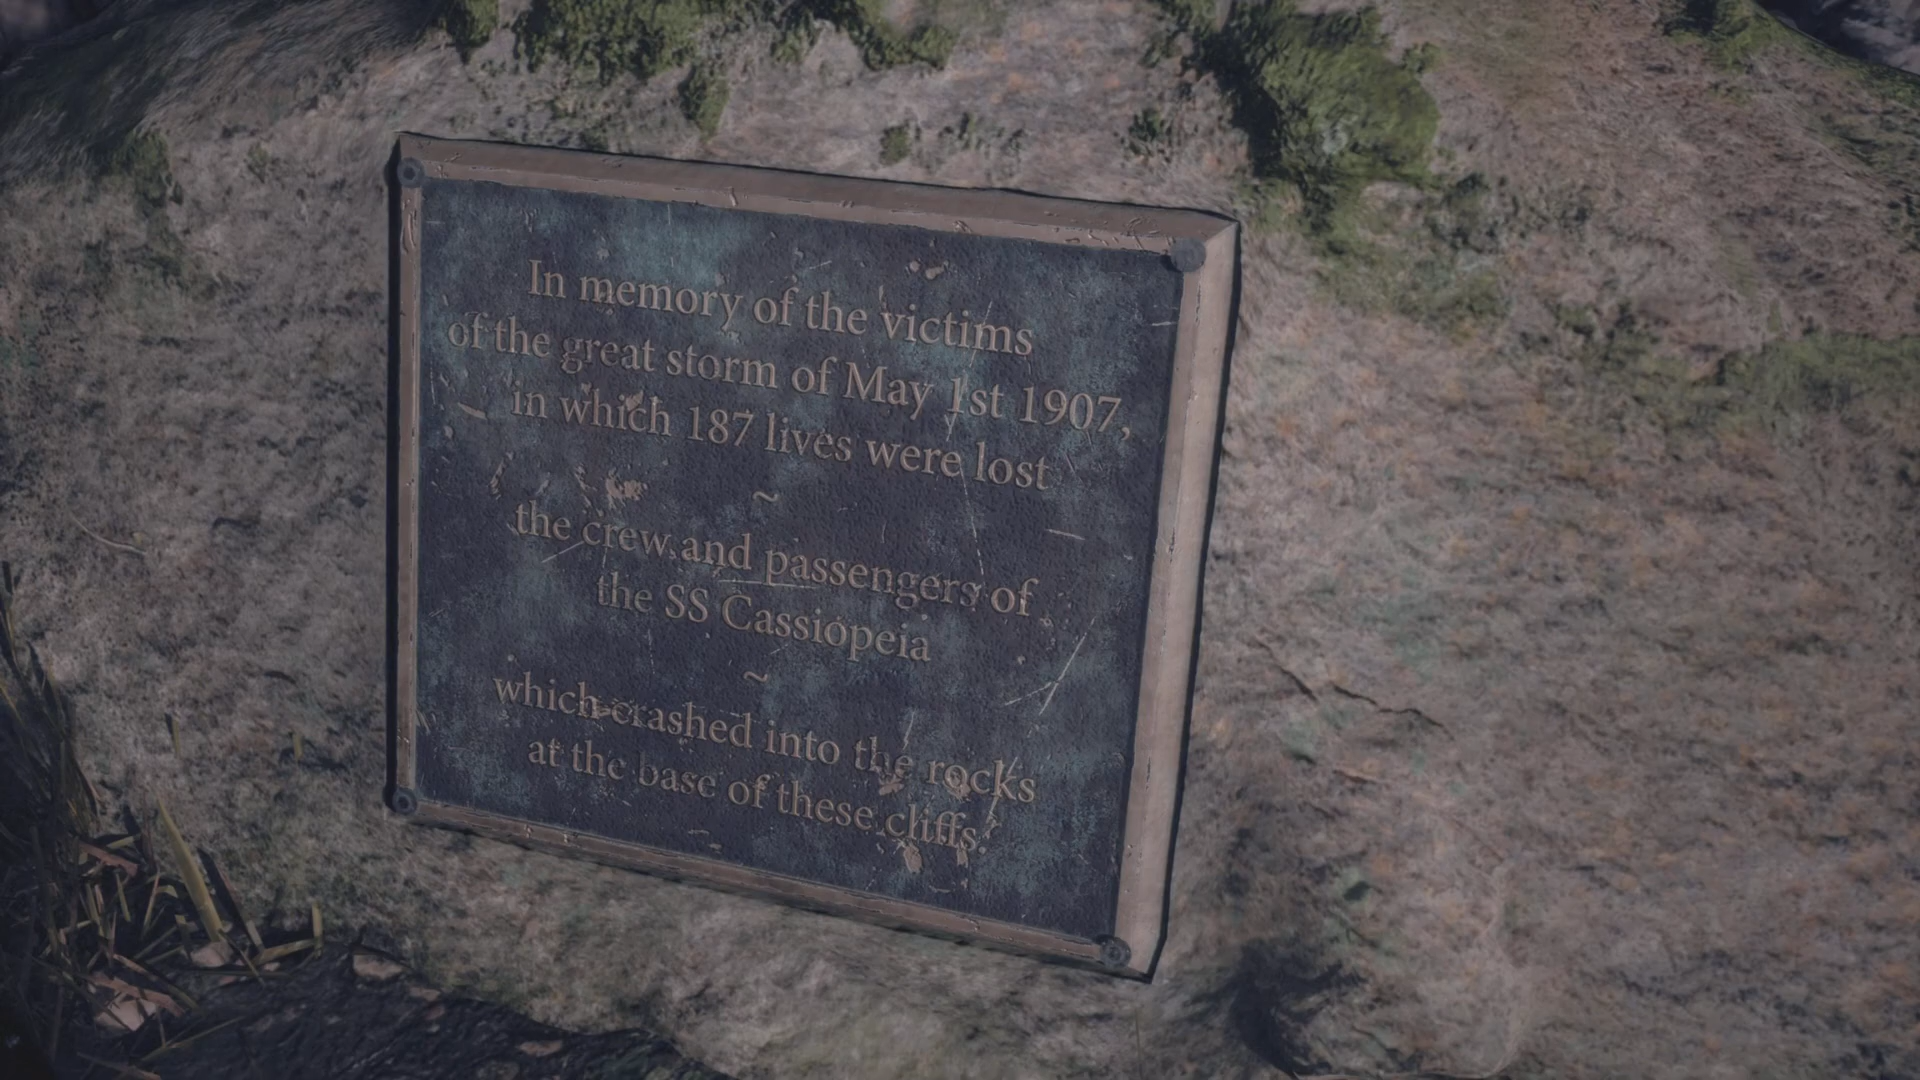 In memory of the victims
of the great storm of May 1st 1907,
in which 187 lives were lost
~
the crew and passengers of
the SS Cassiopeia
~
which crashed into the rocks
at the base of these cliffs.